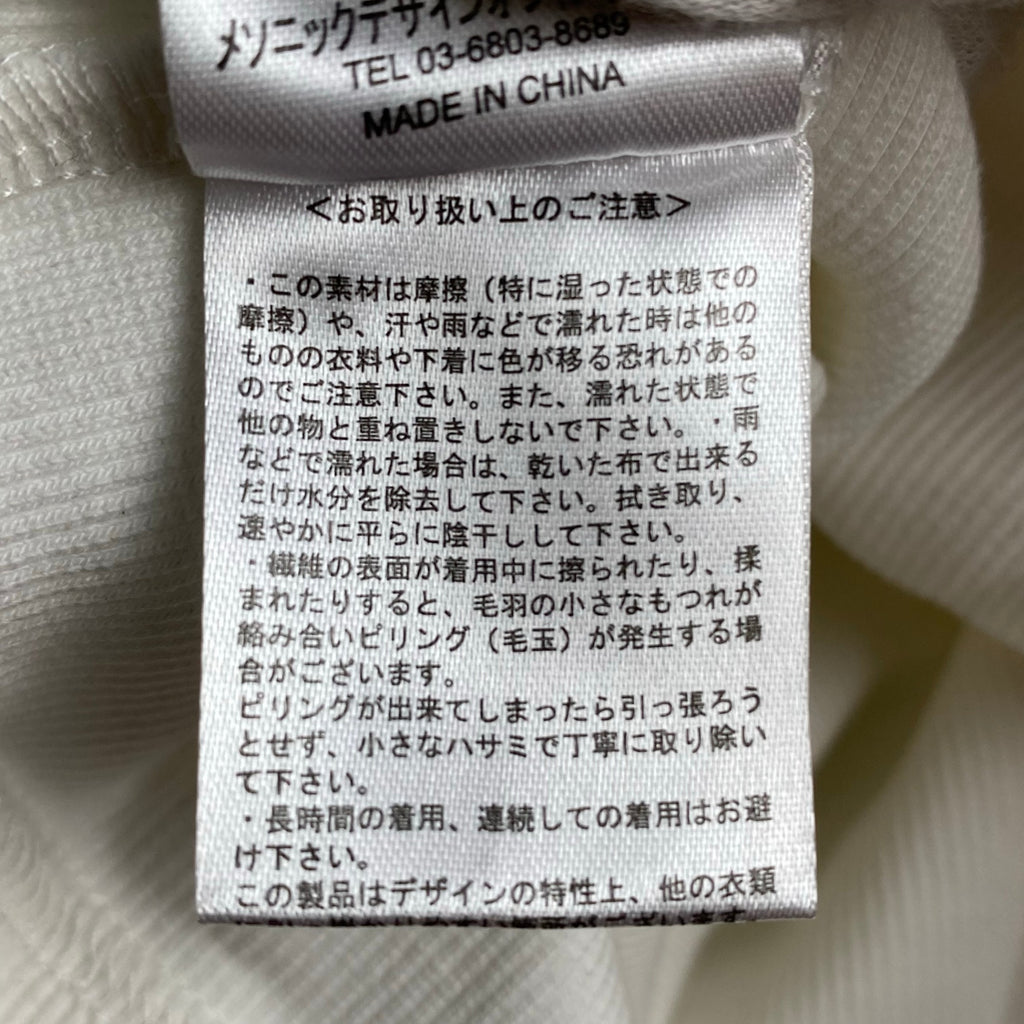 メゾニックデザインオフィス
TEL 03-6803-8689
MADE IN CHINA
＜お取り扱い上のご注意＞
・この素材は摩擦（特に湿った状態での
摩擦）や、汗や雨などで濡れた時は他の
ものの衣料や下着に色が移る恐れがある
のでご注意下さい。また、濡れた状態で
他の物と重ね置きしないで下さい。・雨
などで濡れた場合は、乾いた布で出来る
だけ水分を除去して下さい。拭き取り、
速やかに平らに陰干しして下さい。
・繊維の表面が着用中に擦られたり、揉
まれたりすると、毛羽の小さなもつれが
絡み合いピリング（毛玉）が発生する場
合がございます。
ピリングが出来てしまったら引っ張ろう
とせず、小さなハサミで丁寧に取り除い
て下さい。
・長時間の着用、連続しての着用はお避
け下さい。
この製品はデザインの特性上、他の衣類